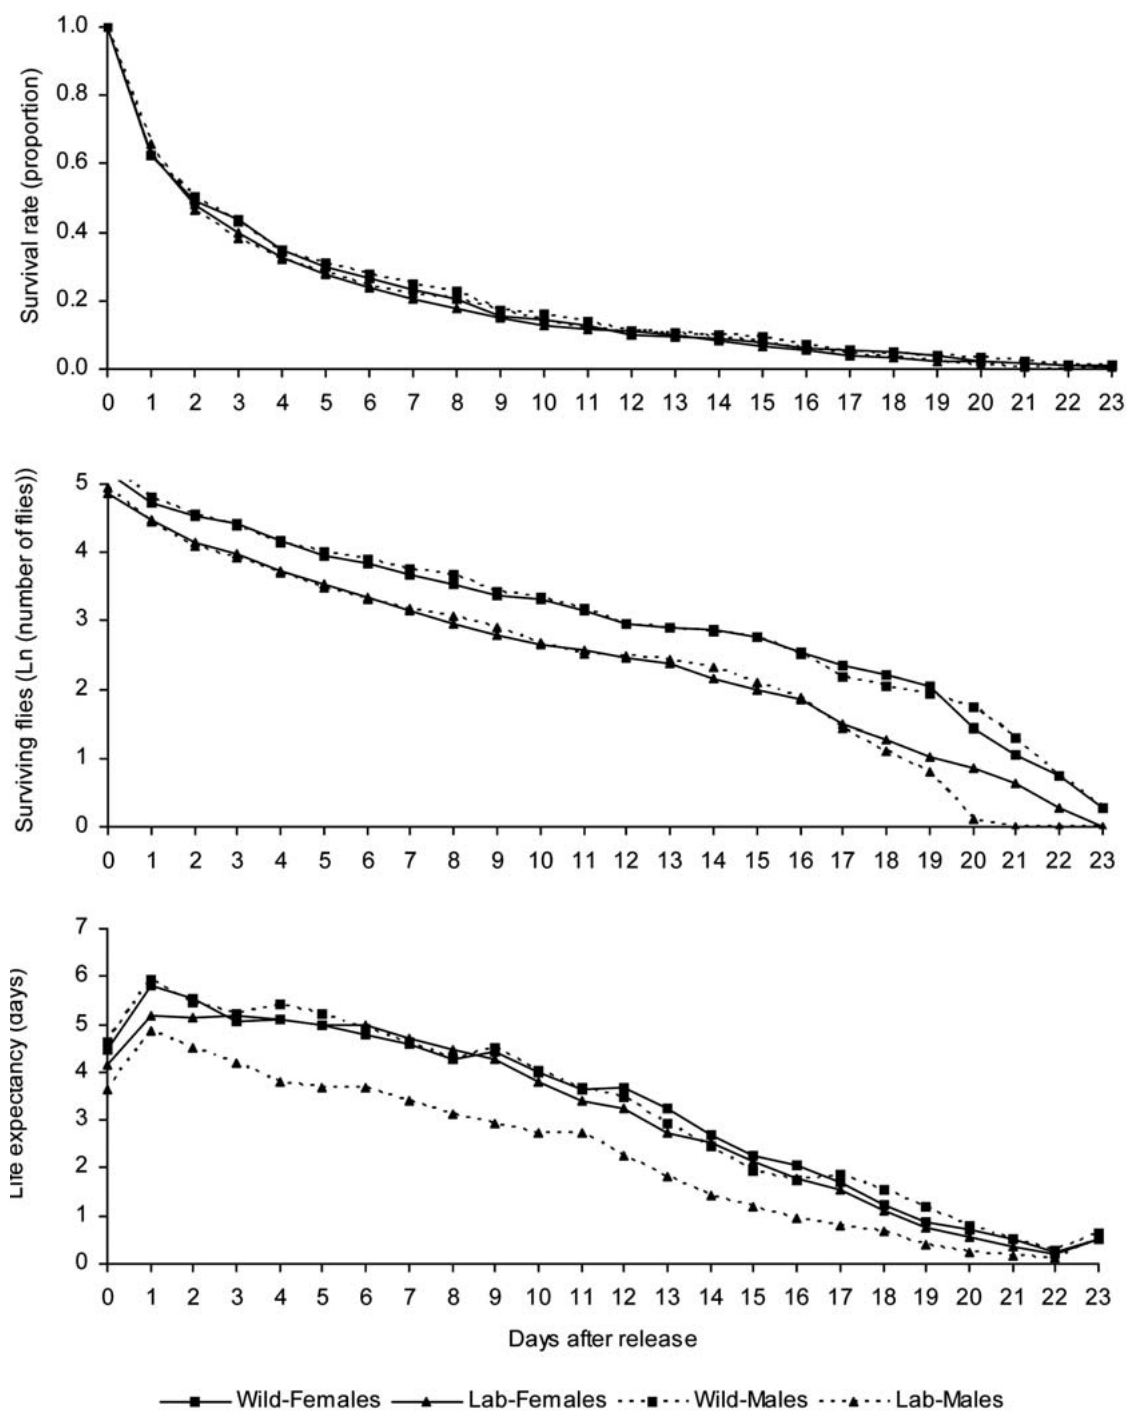 Survival rate (proportion)
1.0
0.8
0.6
0.4
0.2
0.0
0 1 2 3 4 5 6 7 8 9 10 11 12 13 14 15 16 17 18 19 20 21 22 23
Surviving flies (Ln (number of flies))
5
4
3
2
1
0
0 1 2 3 4 5 6 7 8 9 10 11 12 13 14 15 16 17 18 19 20 21 22 23
Life expectancy (days)
7
6
5
4
3
2
1
0
0 1 2 3 4 5 6 7 8 9 10 11 12 13 14 15 16 17 18 19 20 21 22 23
Days after release
Wild-Females Lab-Females Wild-Males Lab-Males